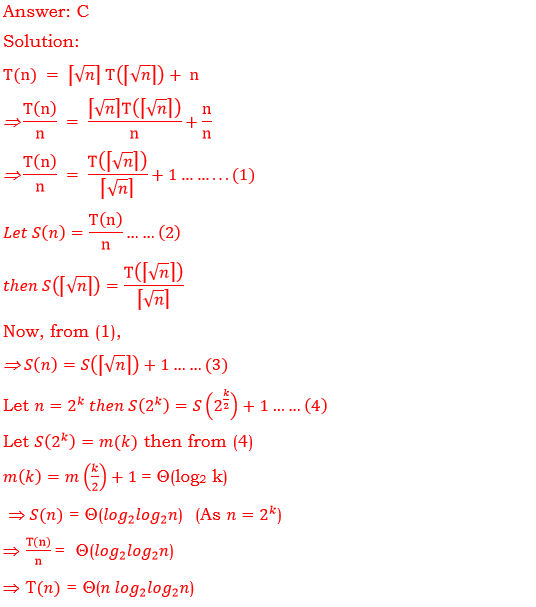 Answer: C
Solution:
T(n) = ⌈√n⌉ T(⌈√n⌉) + n
⇒ T(n)/n = ⌈√n⌉T(⌈√n⌉)/n + n/n
⇒ T(n)/n = T(⌈√n⌉)/⌈√n⌉ + 1 … … … (1)
Let S(n) = T(n)/n … … (2)
then S(⌈√n⌉) = T(⌈√n⌉)/⌈√n⌉
Now, from (1),
⇒ S(n) = S(⌈√n⌉) + 1 … … (3)
Let n = 2^k then S(2^k) = S(2^(k/2)) + 1 … … (4)
Let S(2^k) = m(k) then from (4)
m(k) = m(k/2) + 1 = Θ(log₂ k)
⇒ S(n) = Θ(log₂log₂n) (As n = 2^k)
⇒ T(n)/n = Θ(log₂log₂n)
⇒ T(n) = Θ(n log₂log₂n)